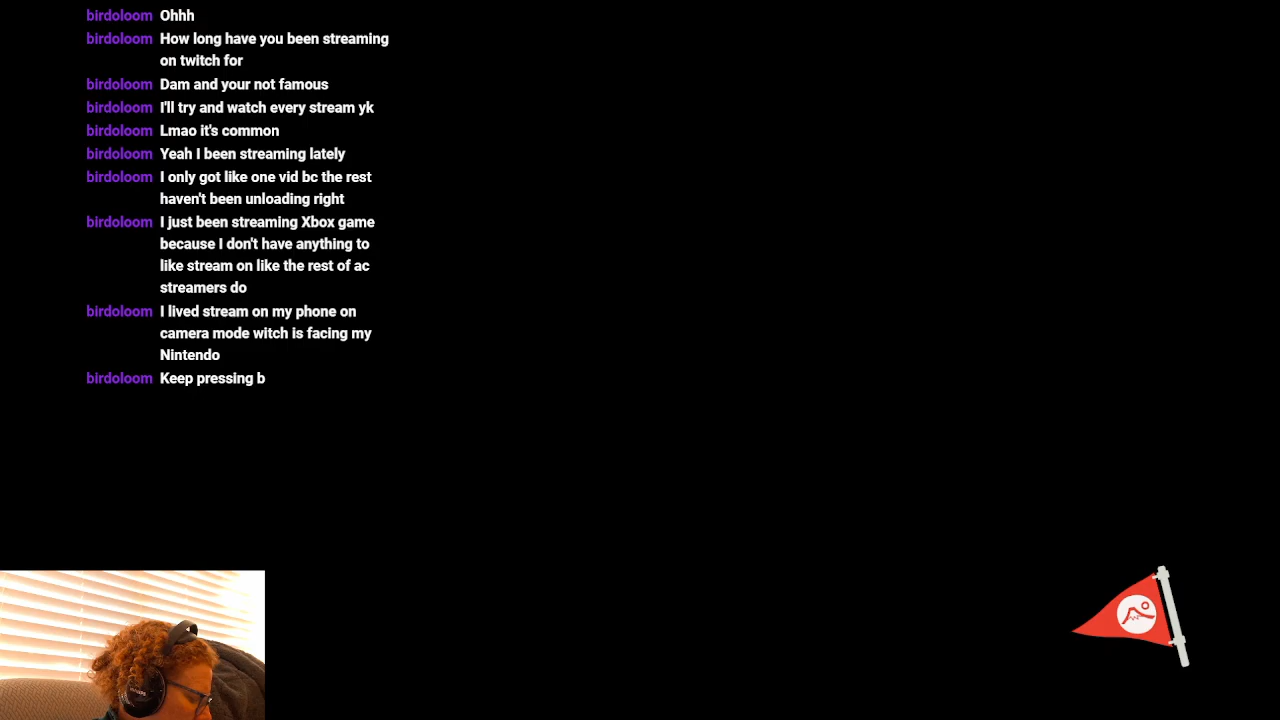 birdoloom Ohhh
birdoloom How long have you been streaming
on twitch for
birdoloom Dam and your not famous
birdoloom I'll try and watch every stream yk
birdoloom Lmao it's common
birdoloom Yeah I been streaming lately
birdoloom I only got like one vid bc the rest
haven't been unloading right
birdoloom I just been streaming Xbox game
because I don't have anything to
like stream on like the rest of ac
streamers do
birdoloom I lived stream on my phone on
camera mode witch is facing my
Nintendo
birdoloom Keep pressing b